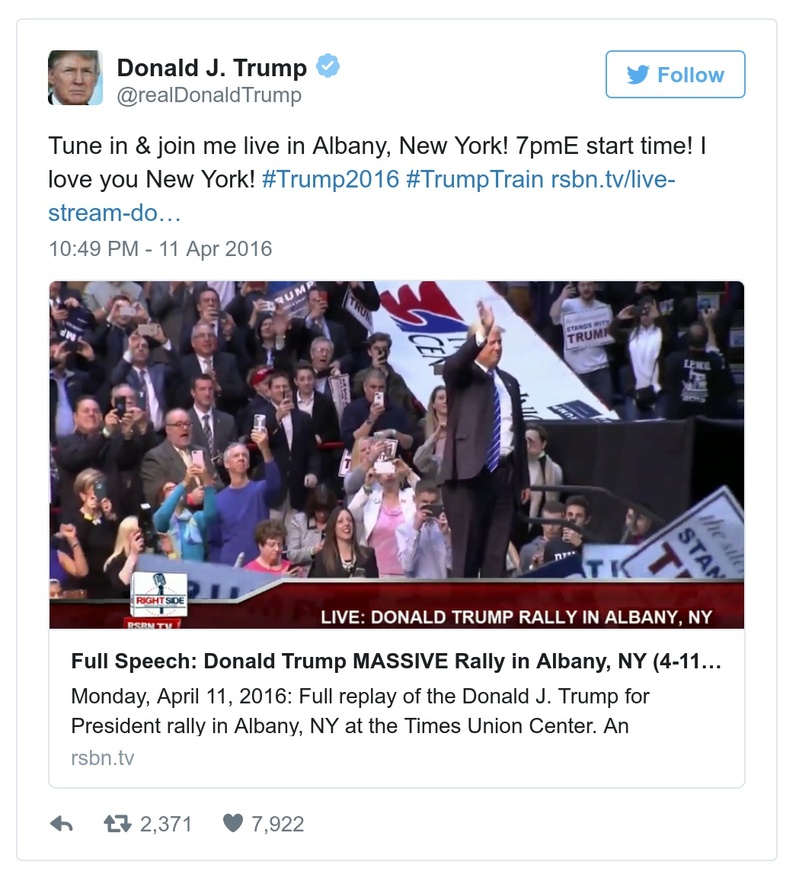 Donald J. Trump
@realDonaldTrump
Follow
Tune in & join me live in Albany, New York! 7pmE start time! I
love you New York! #Trump2016 #TrumpTrain rsbn.tv/live-
stream-do…
10:49 PM - 11 Apr 2016
TRUMP
STANDS WITH
TRUMP
the silent
STAN
RIGHT SIDE
RSBN.TV
LIVE: DONALD TRUMP RALLY IN ALBANY, NY
Full Speech: Donald Trump MASSIVE Rally in Albany, NY (4-11…
Monday, April 11, 2016: Full replay of the Donald J. Trump for
President rally in Albany, NY at the Times Union Center. An
rsbn.tv
2,371
7,922